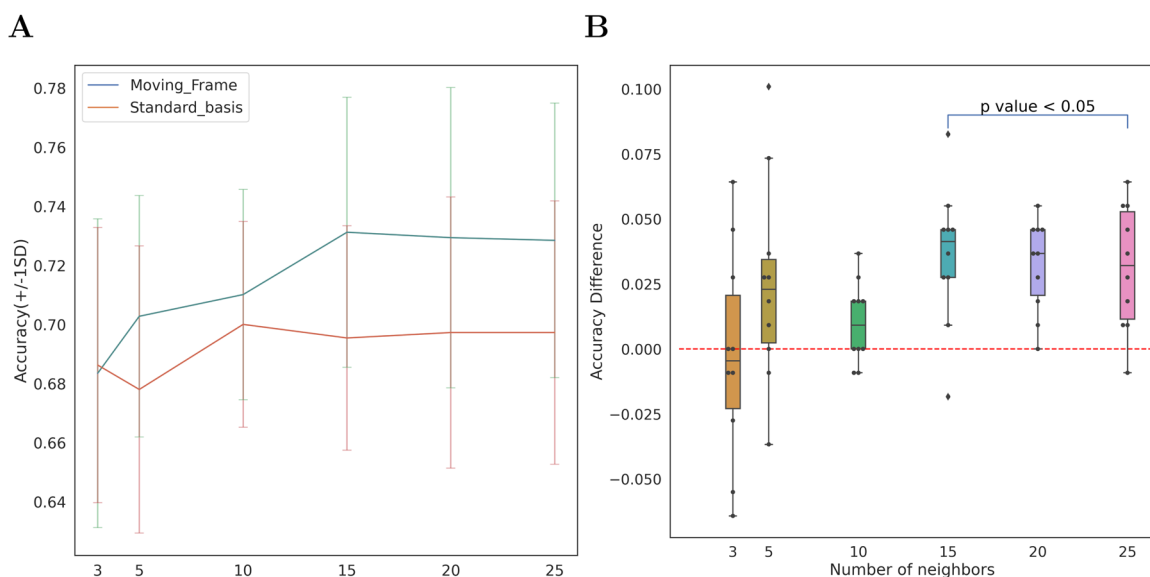 A
Accuracy(+/-1SD)
0.78
0.76
0.74
0.72
0.70
0.68
0.66
0.64
Moving_Frame
Standard_basis
3 5 10 15 20 25
B
Accuracy Difference
0.100
0.075
0.050
0.025
0.000
−0.025
−0.050
p value < 0.05
3 5 10 15 20 25
Number of neighbors